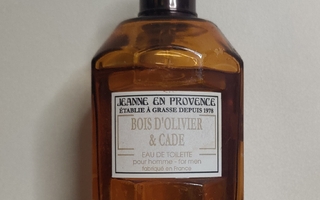 JEANNE EN PROVENCE
ÉTABLIE À GRASSE DEPUIS 1978
BOIS D'OLIVIER
& CADE
EAU DE TOILETTE
pour homme - for men
fabriqué en France